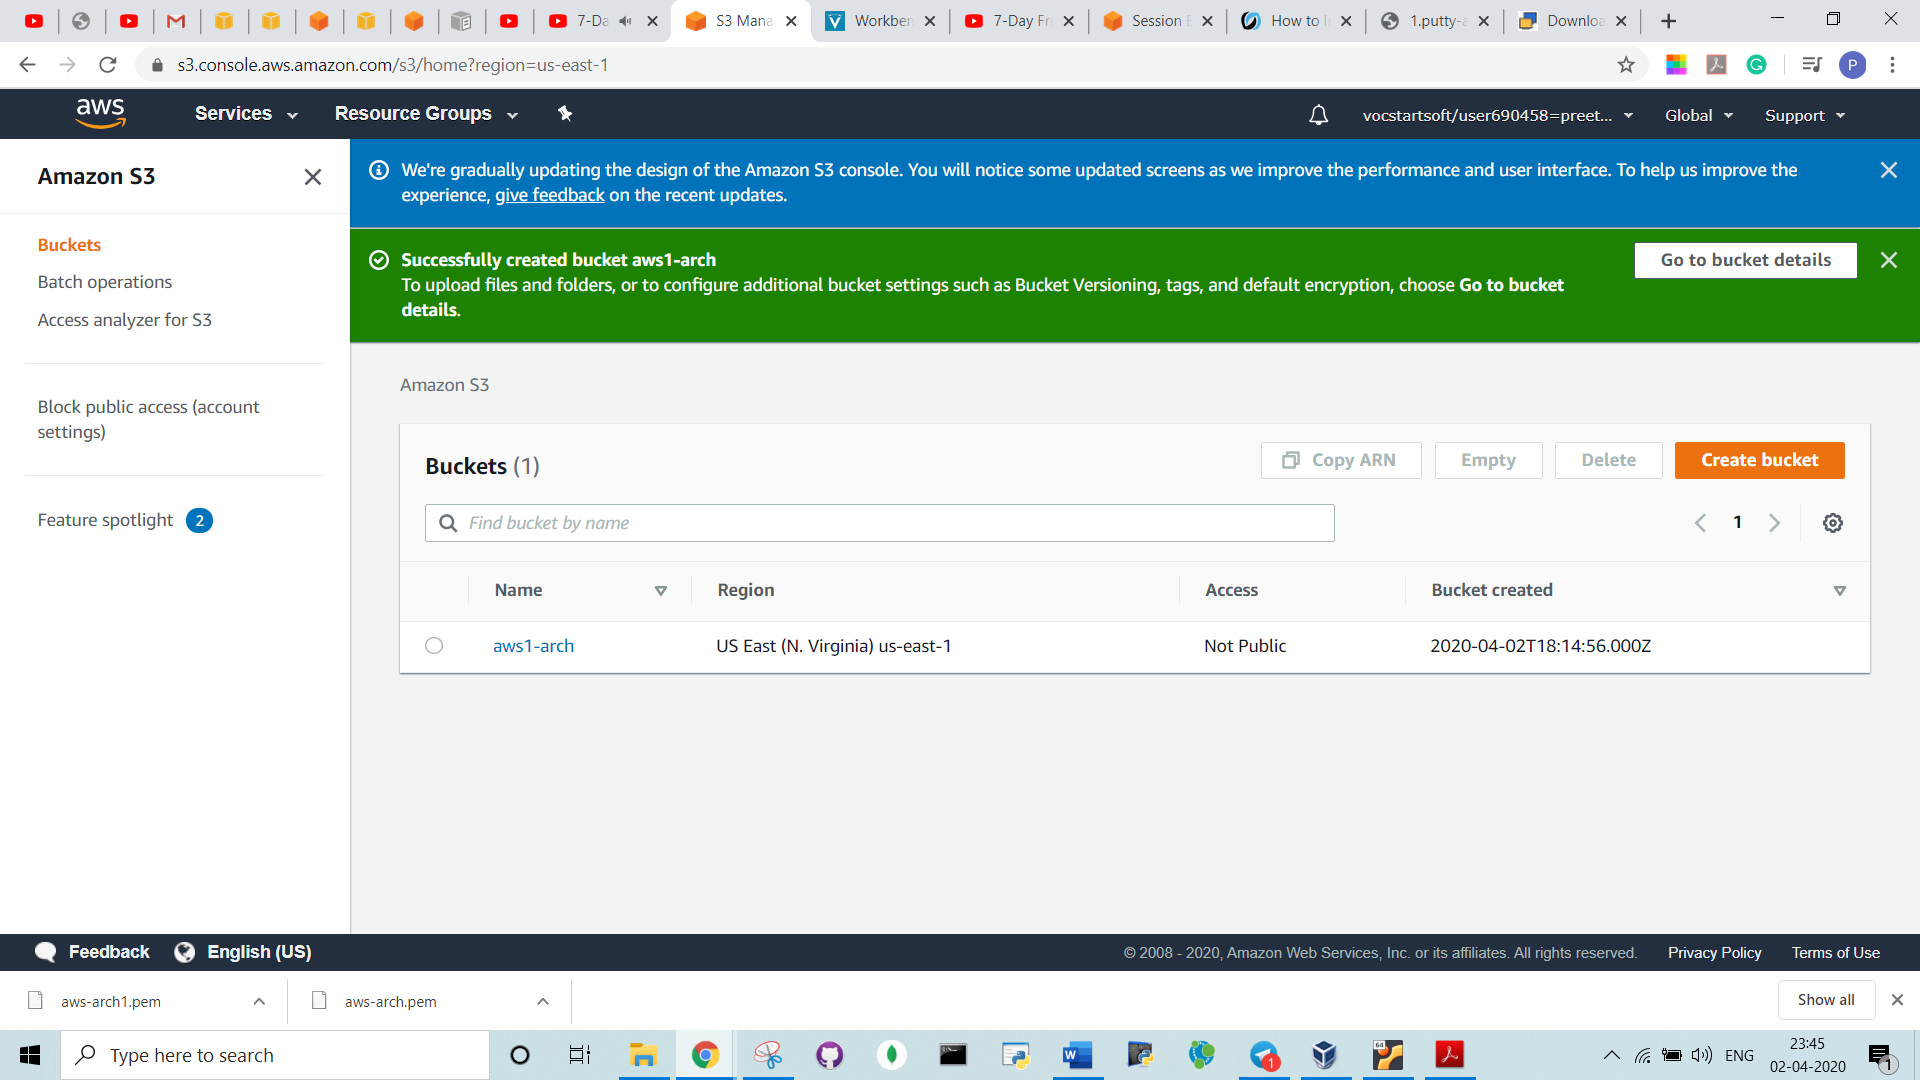 7-Da
S3 Mana
Workben
7-Day Fr
Session
How to
1.putty-a
Downloa
s3.console.aws.amazon.com/s3/home?region=us-east-1
P
aws
Services
Resource Groups
vocstartsoft/user690458=preet...
Global
Support
Amazon S3
Buckets
Batch operations
Access analyzer for S3
Block public access (account
settings)
Feature spotlight 2
We're gradually updating the design of the Amazon S3 console. You will notice some updated screens as we improve the performance and user interface. To help us improve the
experience, give feedback on the recent updates.
Successfully created bucket aws1-arch
To upload files and folders, or to configure additional bucket settings such as Bucket Versioning, tags, and default encryption, choose Go to bucket
details.
Go to bucket details
Amazon S3
Buckets (1)
Copy ARN
Empty
Delete
Create bucket
Find bucket by name
1
Name Region Access Bucket created
aws1-arch US East (N. Virginia) us-east-1 Not Public 2020-04-02T18:14:56.000Z
Feedback
English (US)
© 2008 - 2020, Amazon Web Services, Inc. or its affiliates. All rights reserved.
Privacy Policy
Terms of Use
aws-arch1.pem
aws-arch.pem
Show all
Type here to search
W
64
1
ENG
23:45
02-04-2020
1